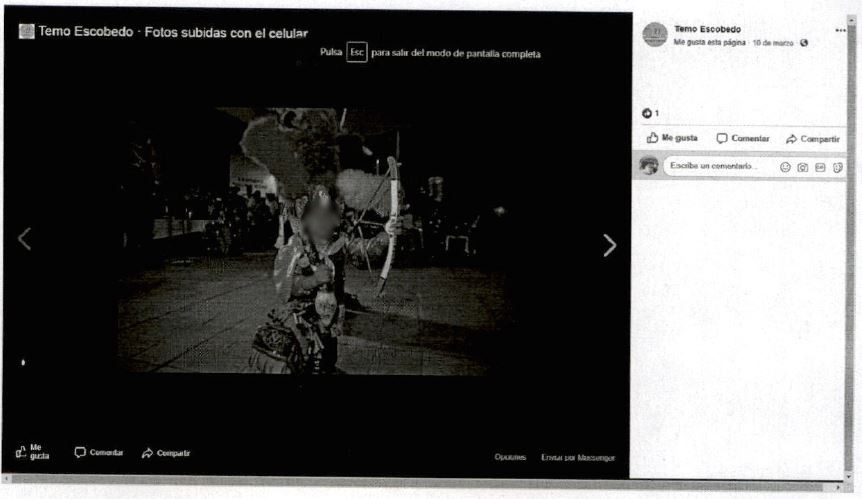 Temo Escobedo · Fotos subidas con el celular
Pulsa Esc para salir del modo de pantalla completa
Me gusta
Comentar
Compartir
Opciones
Enviar por Messenger
Temo Escobedo
Me gusta esta página · 10 de marzo
1
Me gusta
Comentar
Compartir
Escribe un comentario...